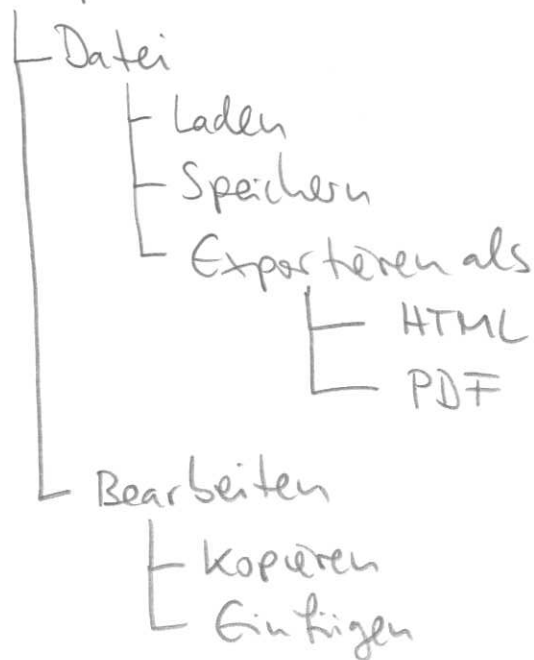 Datei
Laden
Speichern
Exportieren als
HTML
PDF
Bearbeiten
Kopieren
Einfügen